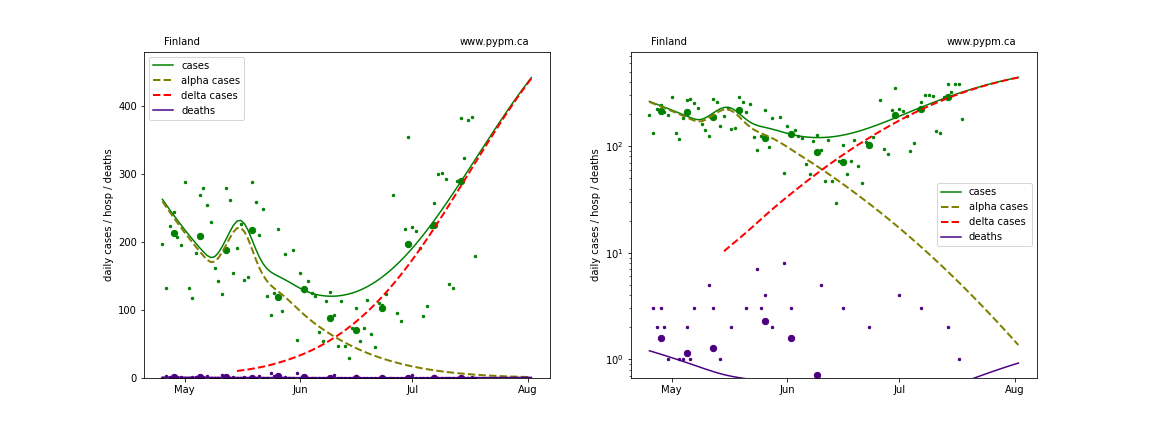 Finland www.pypm.ca
cases
alpha cases
delta cases
deaths
daily cases / hosp / deaths
400
300
200
100
0
May Jun Jul Aug
Finland www.pypm.ca
daily cases / hosp / deaths
10²
10¹
10⁰
cases
alpha cases
delta cases
deaths
May Jun Jul Aug